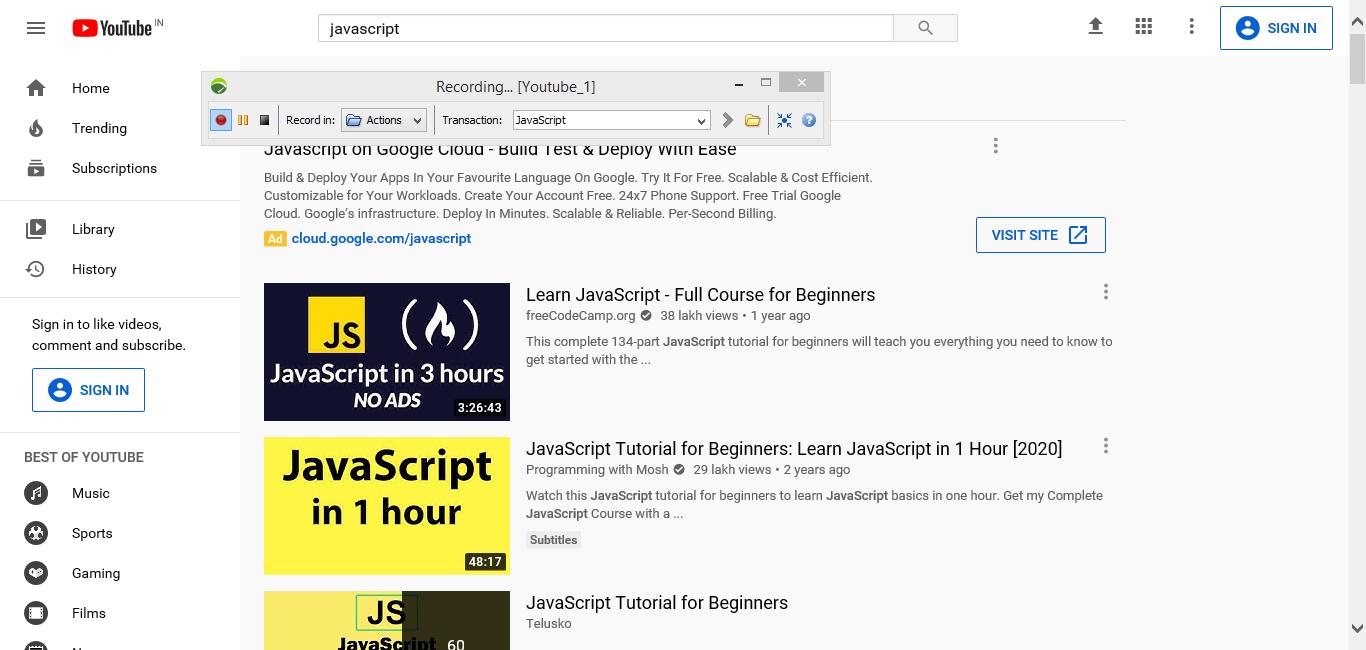 YouTube IN
javascript
SIGN IN
Home
Trending
Subscriptions
Library
History
Sign in to like videos,
comment and subscribe.
SIGN IN
BEST OF YOUTUBE
Music
Sports
Gaming
Films
Recording... [Youtube_1]
Record in:
Actions
Transaction:
JavaScript
Javascript on Google Cloud - Build Test & Deploy With Ease
Build & Deploy Your Apps In Your Favourite Language On Google. Try It For Free. Scalable & Cost Efficient.
Customizable for Your Workloads. Create Your Account Free. 24x7 Phone Support. Free Trial Google
Cloud. Google’s infrastructure. Deploy In Minutes. Scalable & Reliable. Per-Second Billing.
Ad cloud.google.com/javascript
VISIT SITE
JS
JavaScript in 3 hours
NO ADS
3:26:43
Learn JavaScript - Full Course for Beginners
freeCodeCamp.org 38 lakh views • 1 year ago
This complete 134-part JavaScript tutorial for beginners will teach you everything you need to know to
get started with the ...
JavaScript
in 1 hour
48:17
JavaScript Tutorial for Beginners: Learn JavaScript in 1 Hour [2020]
Programming with Mosh 29 lakh views • 2 years ago
Watch this JavaScript tutorial for beginners to learn JavaScript basics in one hour. Get my Complete
JavaScript Course with a ...
Subtitles
JS
JavaScript
60
JavaScript Tutorial for Beginners
Telusko